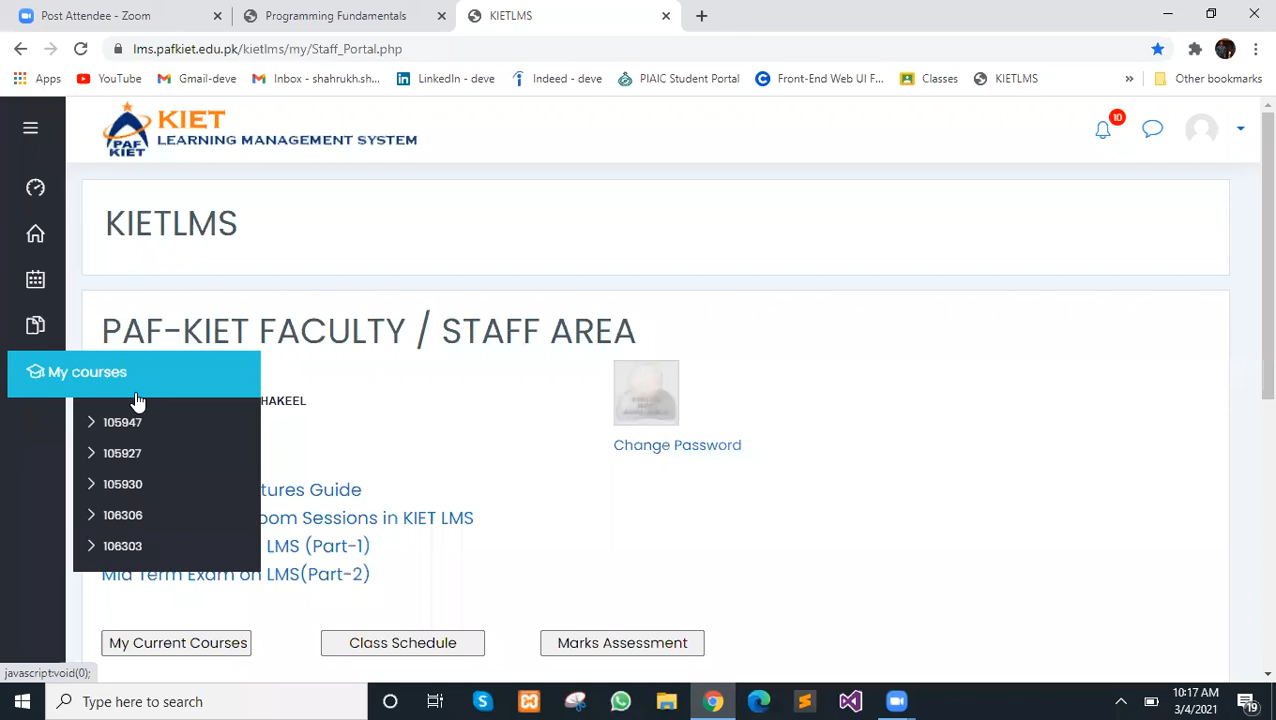 Post Attendee - Zoom
Programming Fundamentals
KIETLMS
lms.pafkiet.edu.pk/kietlms/my/Staff_Portal.php
Apps
YouTube
Gmail-deve
Inbox - shahrukh.sh...
LinkedIn - deve
Indeed - deve
PIAIC Student Portal
Front-End Web UI F...
Classes
KIETLMS
»
Other bookmarks
PAF KIET
KIET
LEARNING MANAGEMENT SYSTEM
10
KIETLMS
PAF-KIET FACULTY / STAFF AREA
My courses
HAKEEL
105947
105927
105930
106306
106303
Change Password
tures Guide
oom Sessions in KIET LMS
LMS (Part-1)
Mid Term Exam on LMS(Part-2)
My Current Courses
Class Schedule
Marks Assessment
javascript:void(0);
Type here to search
10:17 AM
3/4/2021
19